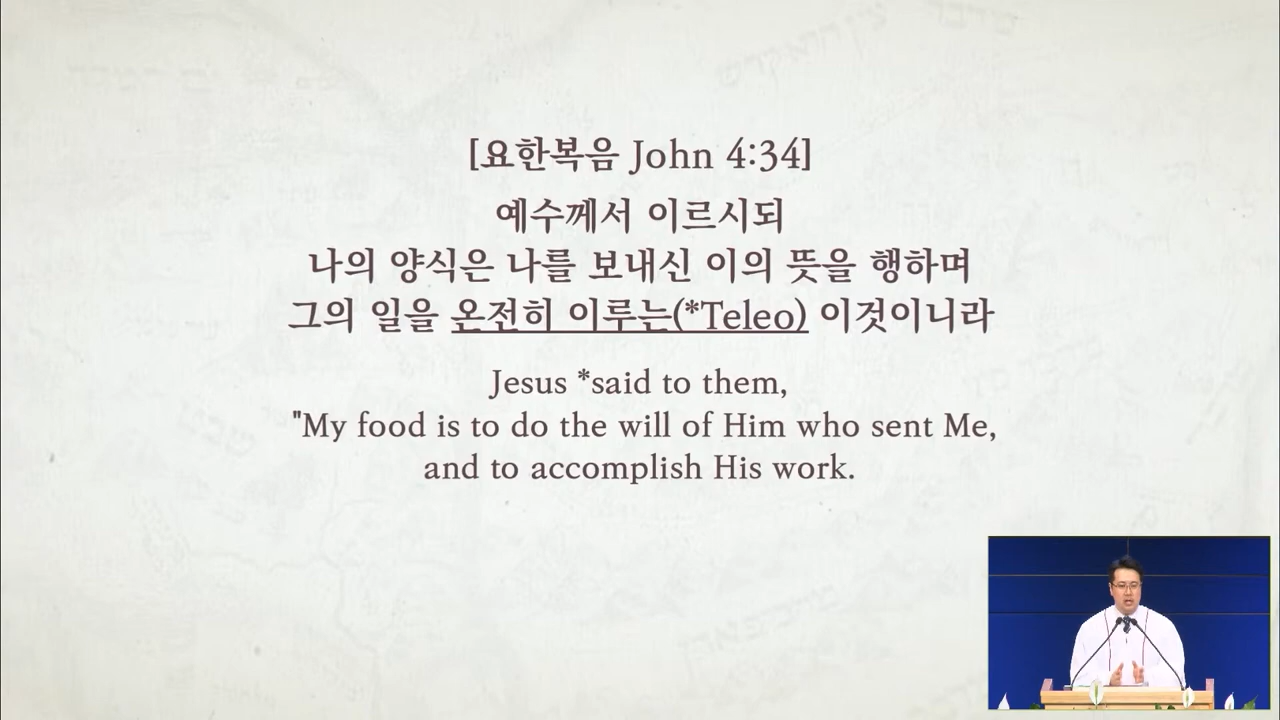 [요한복음 John 4:34]
예수께서 이르시되
나의 양식은 나를 보내신 이의 뜻을 행하며
그의 일을 온전히 이루는(*Teleo) 이것이니라
Jesus *said to them,
"My food is to do the will of Him who sent Me,
and to accomplish His work.